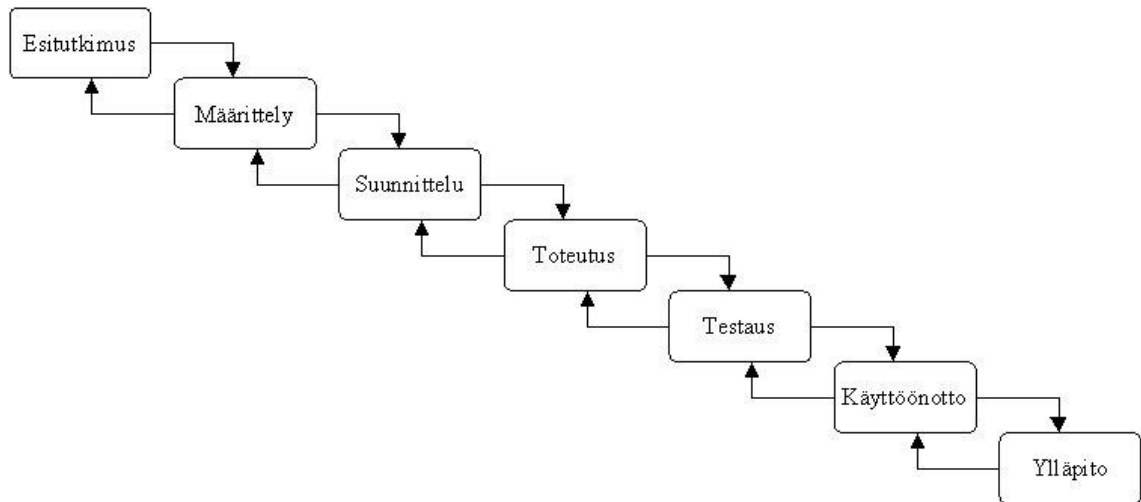 Esitutkimus
Määrittely
Suunnittelu
Toteutus
Testaus
Käyttöönotto
Ylläpito